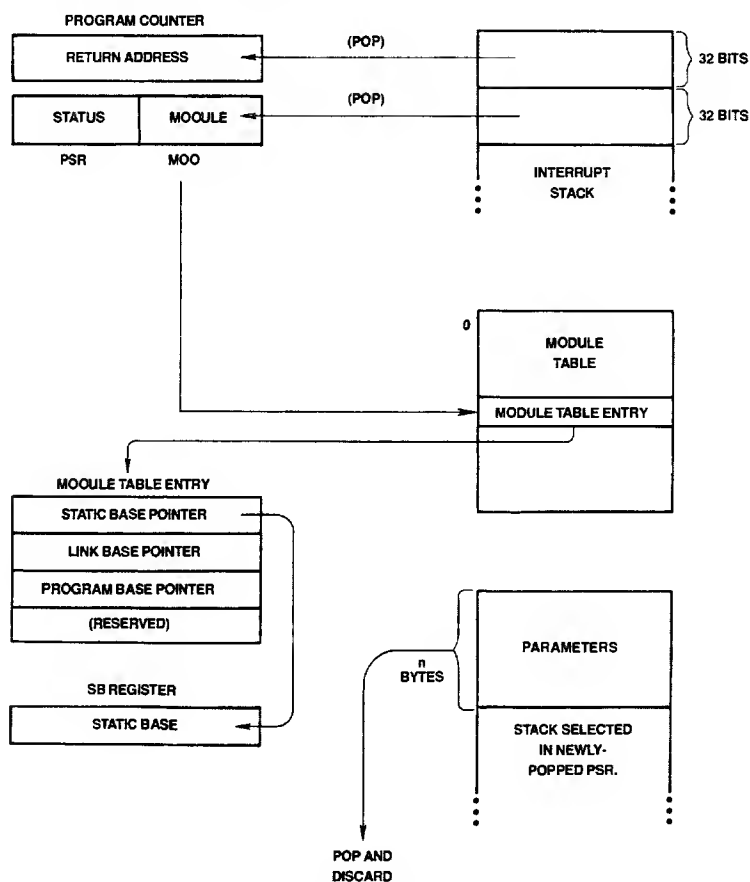 PROGRAM COUNTER
RETURN ADDRESS
(POP)
32 BITS
STATUS
MOOULE
(POP)
32 BITS
PSR
MOO
INTERRUPT
STACK
0
MODULE
TABLE
MODULE TABLE ENTRY
MOOULE TABLE ENTRY
STATIC BASE POINTER
LINK BASE POINTER
PROGRAM BASE POINTER
(RESERVED)
SB REGISTER
STATIC BASE
n
BYTES
PARAMETERS
STACK SELECTED
IN NEWLY-
POPPED PSR.
POP AND
DISCARD